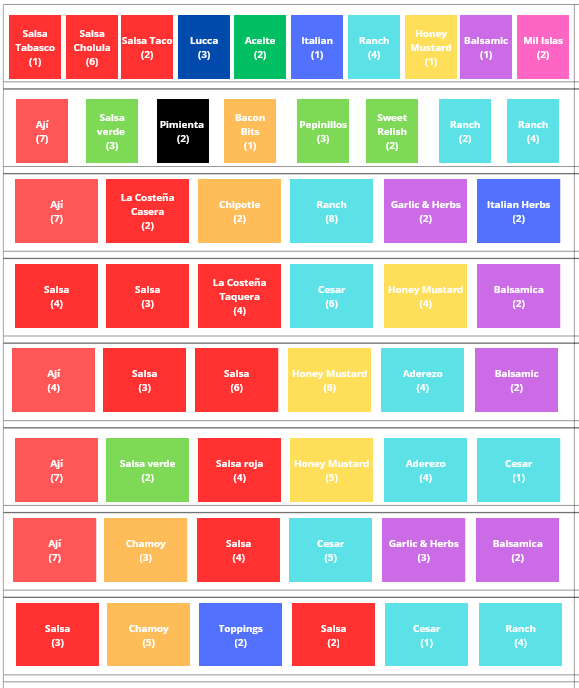 Salsa Tabasco (1)
Salsa Cholula (6)
Salsa Taco (2)
Lucca (3)
Aceite (2)
Italian (1)
Ranch (4)
Honey Mustard (1)
Balsamic (1)
Mil Islas (2)
Ají (7)
Salsa verde (3)
Pimienta (2)
Bacon Bits (1)
Pepinillos (3)
Sweet Relish (2)
Ranch (2)
Ranch (4)
Ají (7)
La Costeña Casera (2)
Chipotle (2)
Ranch (8)
Garlic & Herbs (2)
Italian Herbs (2)
Salsa (4)
Salsa (3)
La Costeña Taquera (4)
Cesar (6)
Honey Mustard (4)
Balsamica (2)
Ají (4)
Salsa (3)
Salsa (6)
Honey Mustard (6)
Aderezo (4)
Balsamic (2)
Ají (7)
Salsa verde (2)
Salsa roja (4)
Honey Mustard (5)
Aderezo (4)
Cesar (1)
Ají (7)
Chamoy (3)
Salsa (4)
Cesar (5)
Garlic & Herbs (3)
Balsamica (2)
Salsa (3)
Chamoy (5)
Toppings (2)
Salsa (2)
Cesar (1)
Ranch (4)